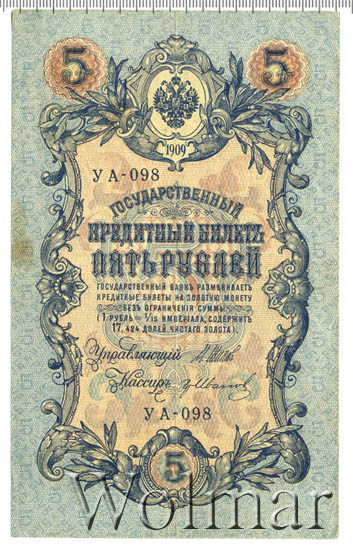 5 5
1909
УА-098
ГОСУДАРСТВЕННЫЙ
КРЕДИТНЫЙ БИЛЕТЪ
ПЯТЬ РУБЛЕЙ
ГОСУДАРСТВЕННЫЙ БАНКЪ РАЗМѢНИВАЕТЪ
КРЕДИТНЫЕ БИЛЕТЫ НА ЗОЛОТУЮ МОНЕТУ
БЕЗЪ ОГРАНИЧЕНІЯ СУММЫ
(1 РУБЛЬ = 1/15 ИМПЕРІАЛА, СОДЕРЖИТЪ
17,424 ДОЛЕЙ ЧИСТАГО ЗОЛОТА).
Управляющій
Кассиръ
УА-098
5
Wolmar